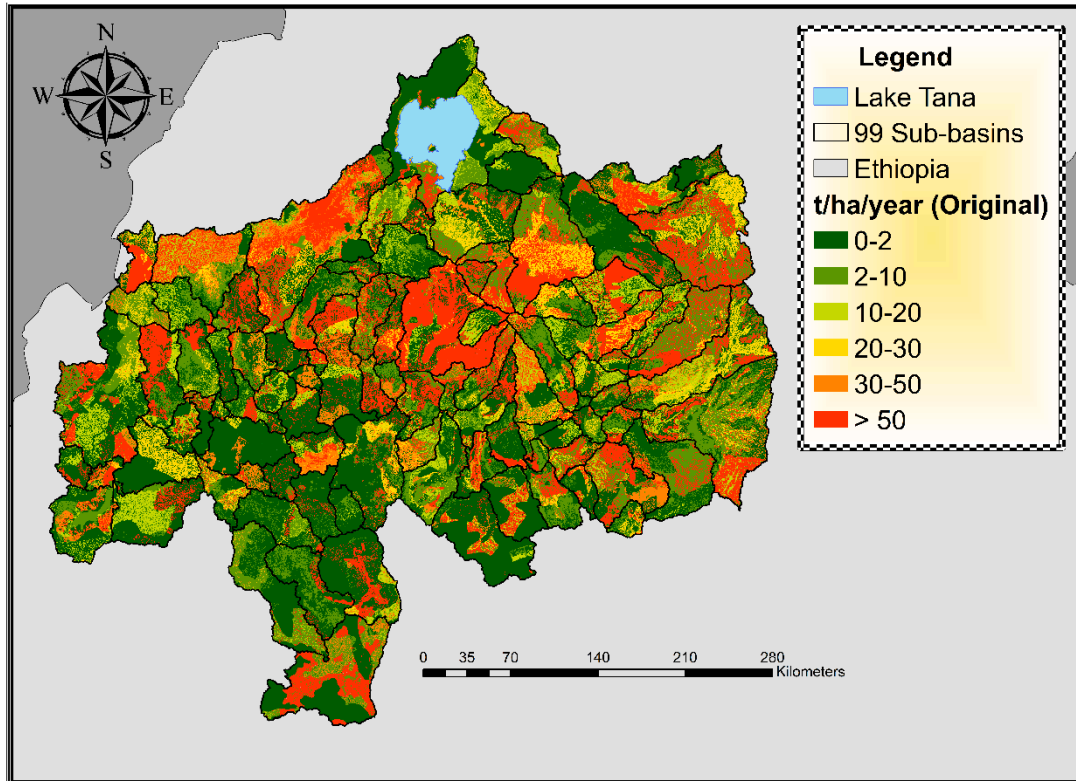 N
W E
S
Legend
Lake Tana
99 Sub-basins
Ethiopia
t/ha/year (Original)
0-2
2-10
10-20
20-30
30-50
> 50
0 35 70 140 210 280
Kilometers